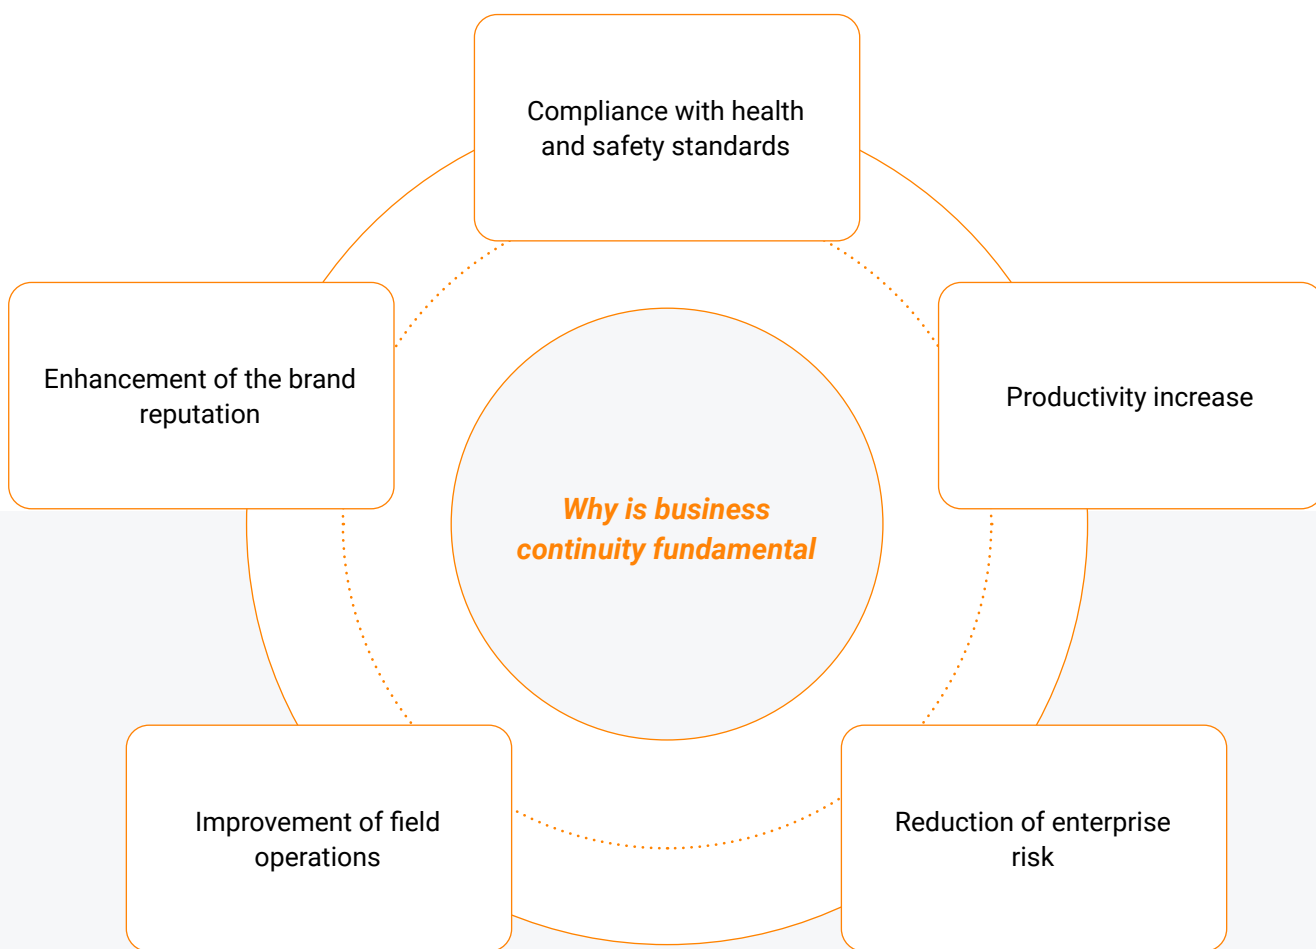 Compliance with health
and safety standards
Enhancement of the brand
reputation
Productivity increase
Why is business
continuity fundamental
Improvement of field
operations
Reduction of enterprise
risk